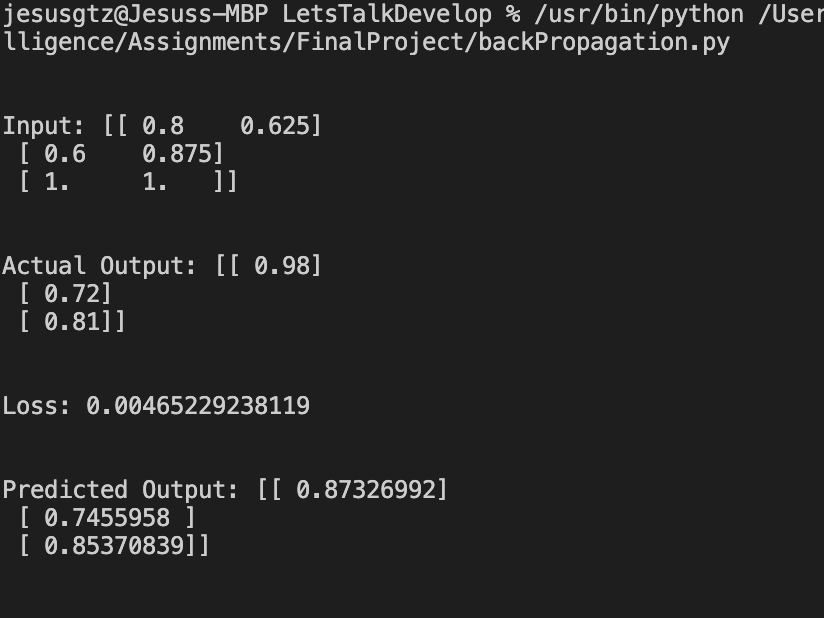 jesusgtz@Jesuss-MBP LetsTalkDevelop % /usr/bin/python /User
lligence/Assignments/FinalProject/backPropagation.py
Input: [[ 0.8    0.625]
 [ 0.6    0.875]
 [ 1.     1.   ]]
Actual Output: [[ 0.98]
 [ 0.72]
 [ 0.81]]
Loss: 0.00465229238119
Predicted Output: [[ 0.87326992]
 [ 0.7455958 ]
 [ 0.85370839]]